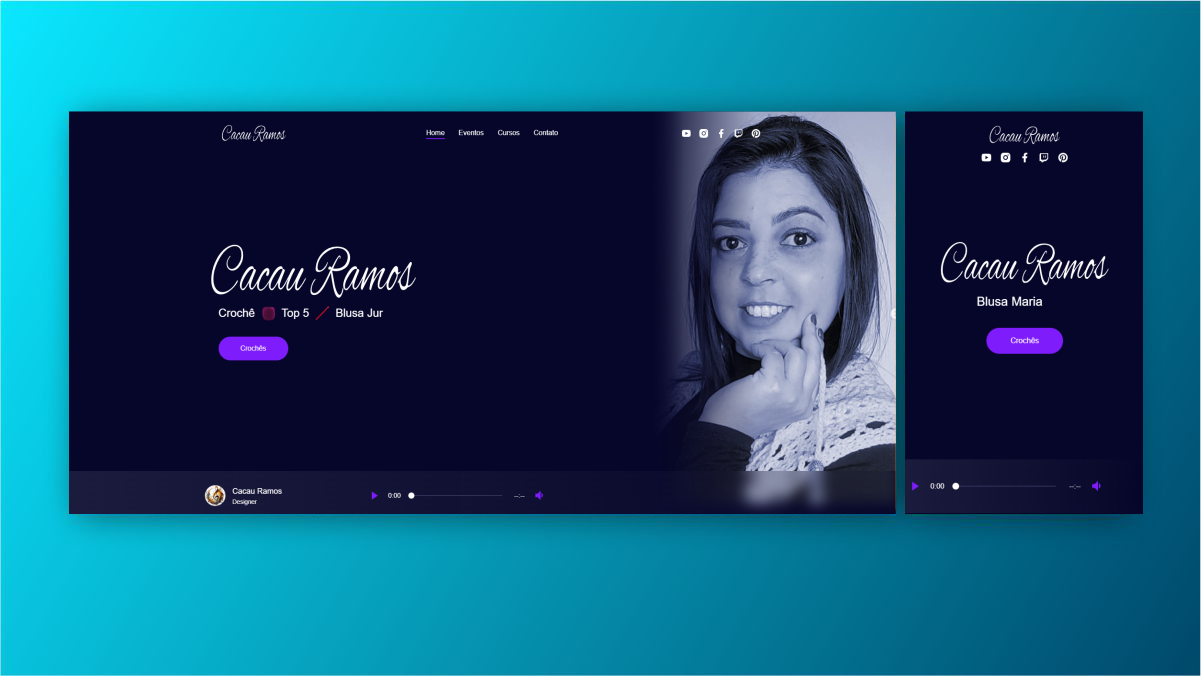 Cacau Ramos
Home Eventos Cursos Contato
Cacau Ramos
Crochê Top 5 Blusa Jur
Crochês
Cacau Ramos
Designer
0:00 --:--
Cacau Ramos
Cacau Ramos
Blusa Maria
Crochês
0:00 --:--